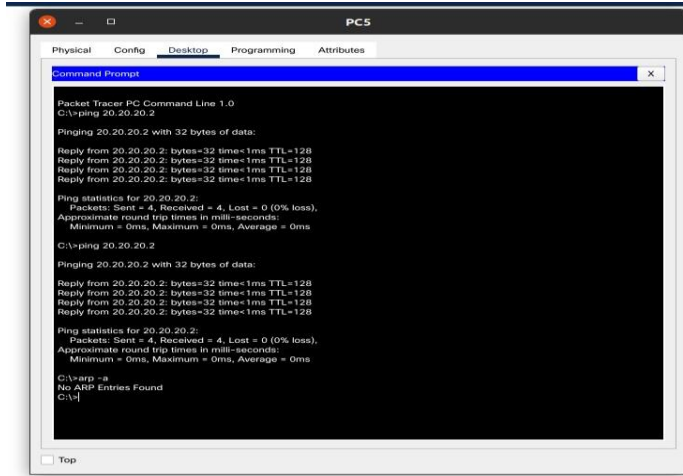 PC5
Physical Config Desktop Programming Attributes
Command Prompt X
Packet Tracer PC Command Line 1.0
C:\>ping 20.20.20.2
Pinging 20.20.20.2 with 32 bytes of data:
Reply from 20.20.20.2: bytes=32 time<1ms TTL=128
Reply from 20.20.20.2: bytes=32 time<1ms TTL=128
Reply from 20.20.20.2: bytes=32 time<1ms TTL=128
Reply from 20.20.20.2: bytes=32 time<1ms TTL=128
Ping statistics for 20.20.20.2:
Packets: Sent = 4, Received = 4, Lost = 0 (0% loss),
Approximate round trip times in milli-seconds:
Minimum = 0ms, Maximum = 0ms, Average = 0ms
C:\>ping 20.20.20.2
Pinging 20.20.20.2 with 32 bytes of data:
Reply from 20.20.20.2: bytes=32 time<1ms TTL=128
Reply from 20.20.20.2: bytes=32 time<1ms TTL=128
Reply from 20.20.20.2: bytes=32 time<1ms TTL=128
Reply from 20.20.20.2: bytes=32 time<1ms TTL=128
Ping statistics for 20.20.20.2:
Packets: Sent = 4, Received = 4, Lost = 0 (0% loss),
Approximate round trip times in milli-seconds:
Minimum = 0ms, Maximum = 0ms, Average = 0ms
C:\>arp -a
No ARP Entries Found
C:\>
Top